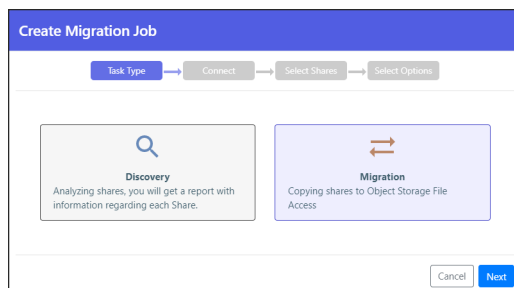 Create Migration Job
Task Type
Connect
Select Shares
Select Options
Discovery
Analyzing shares, you will get a report with
information regarding each Share.
Migration
Copying shares to Object Storage File
Access
Cancel
Next